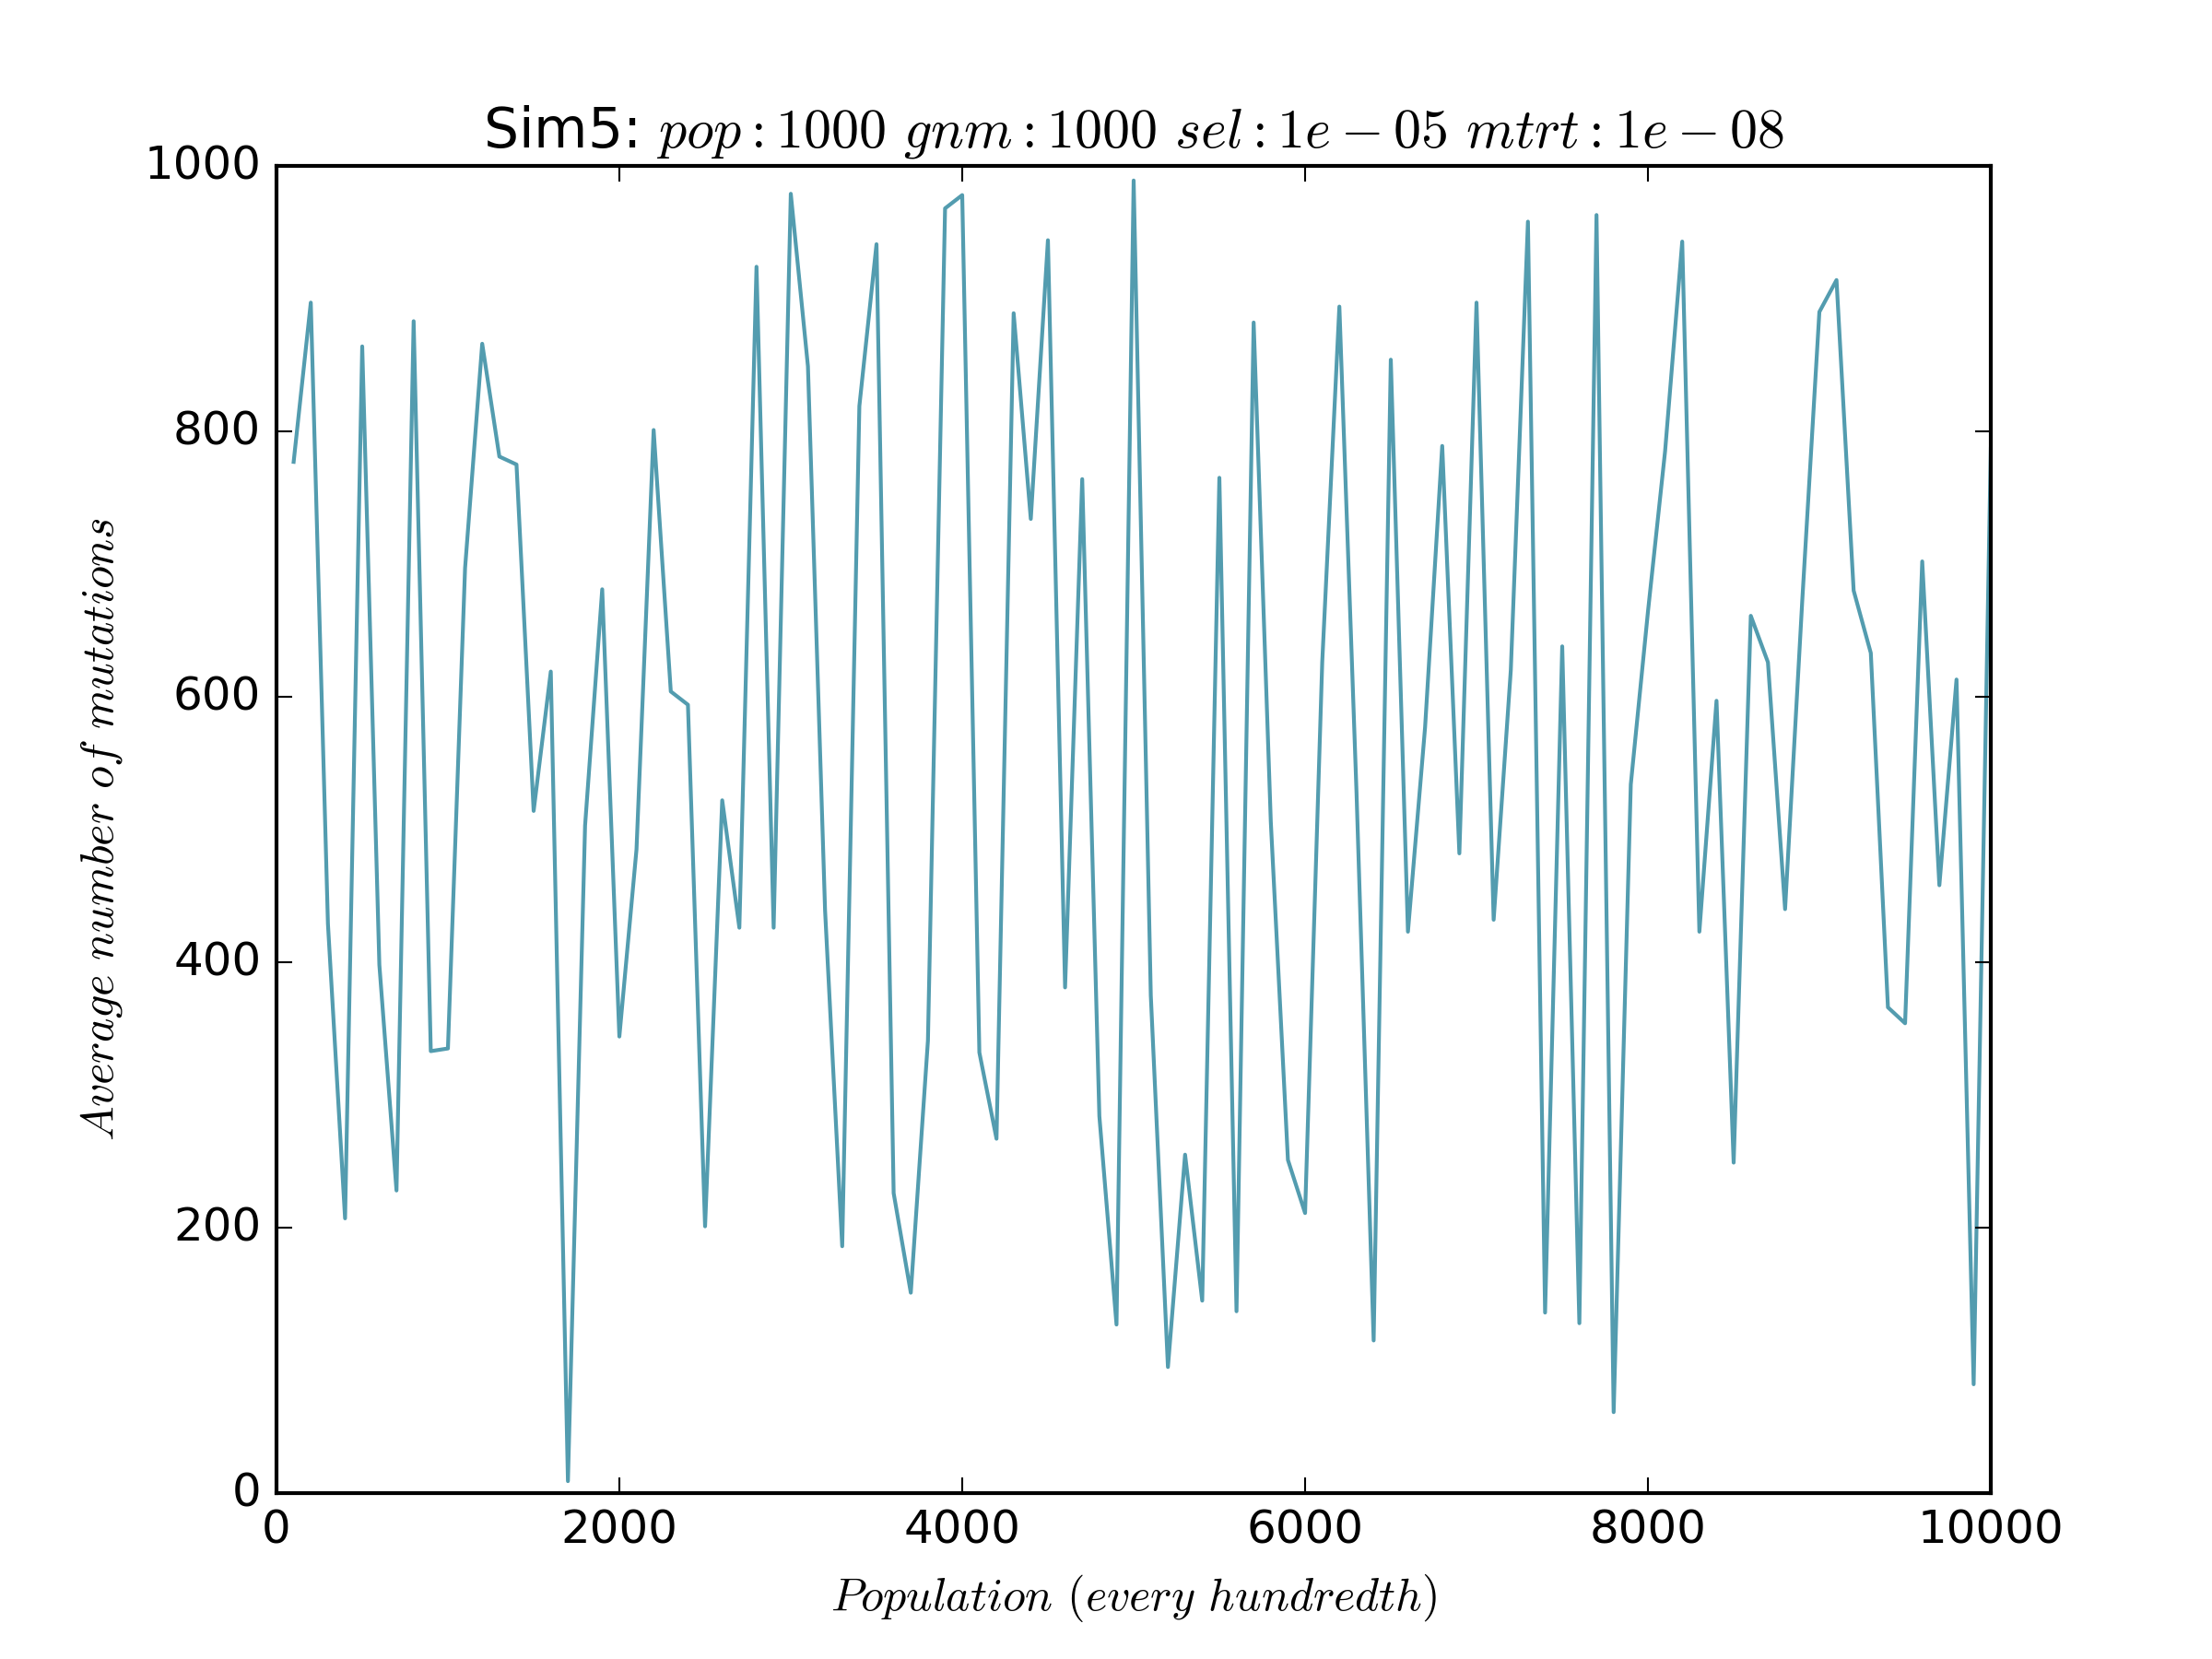 Sim5: pop : 1000 gnm : 1000 sel : 1e − 05 mtrt : 1e − 08
1000
800
600
400
200
0
Average number of mutations
0 2000 4000 6000 8000 10000
Population (every hundredth)